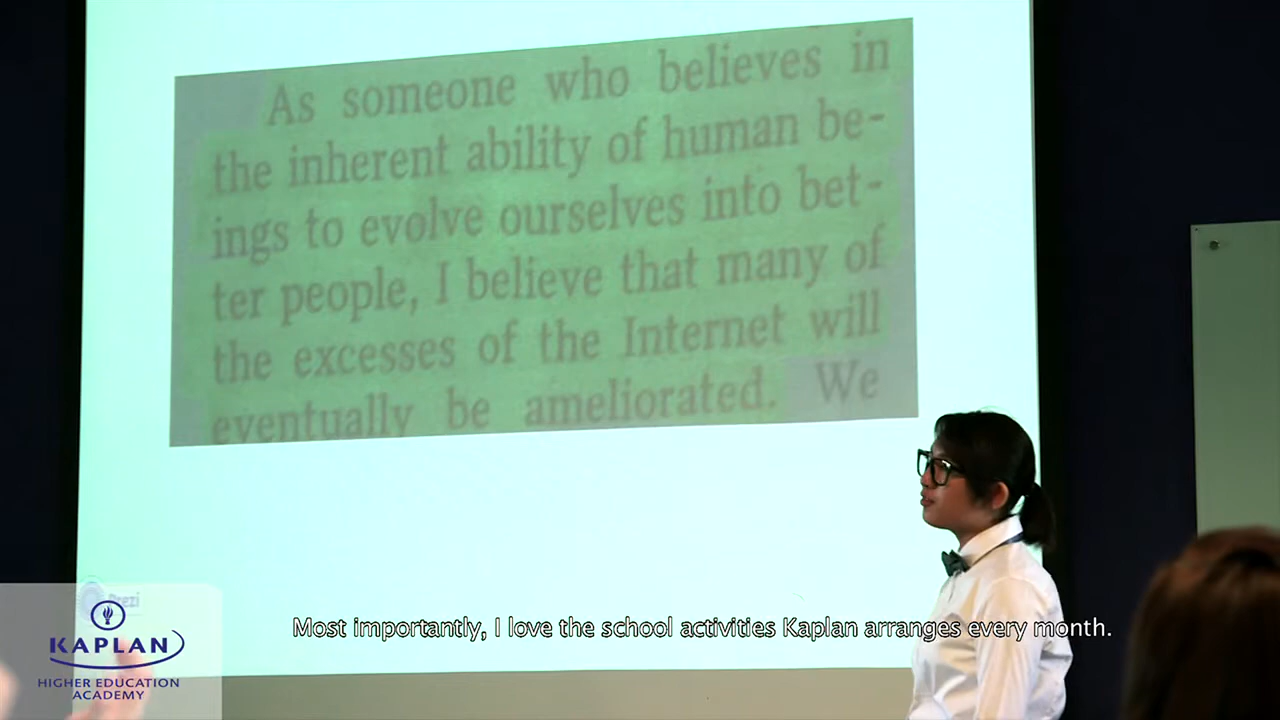 As someone who believes in
the inherent ability of human be-
ings to evolve ourselves into bet-
ter people, I believe that many of
the excesses of the Internet will
eventually be ameliorated. We
Prezi
KAPLAN
HIGHER EDUCATION
ACADEMY
Most importantly, I love the school activities Kaplan arranges every month.